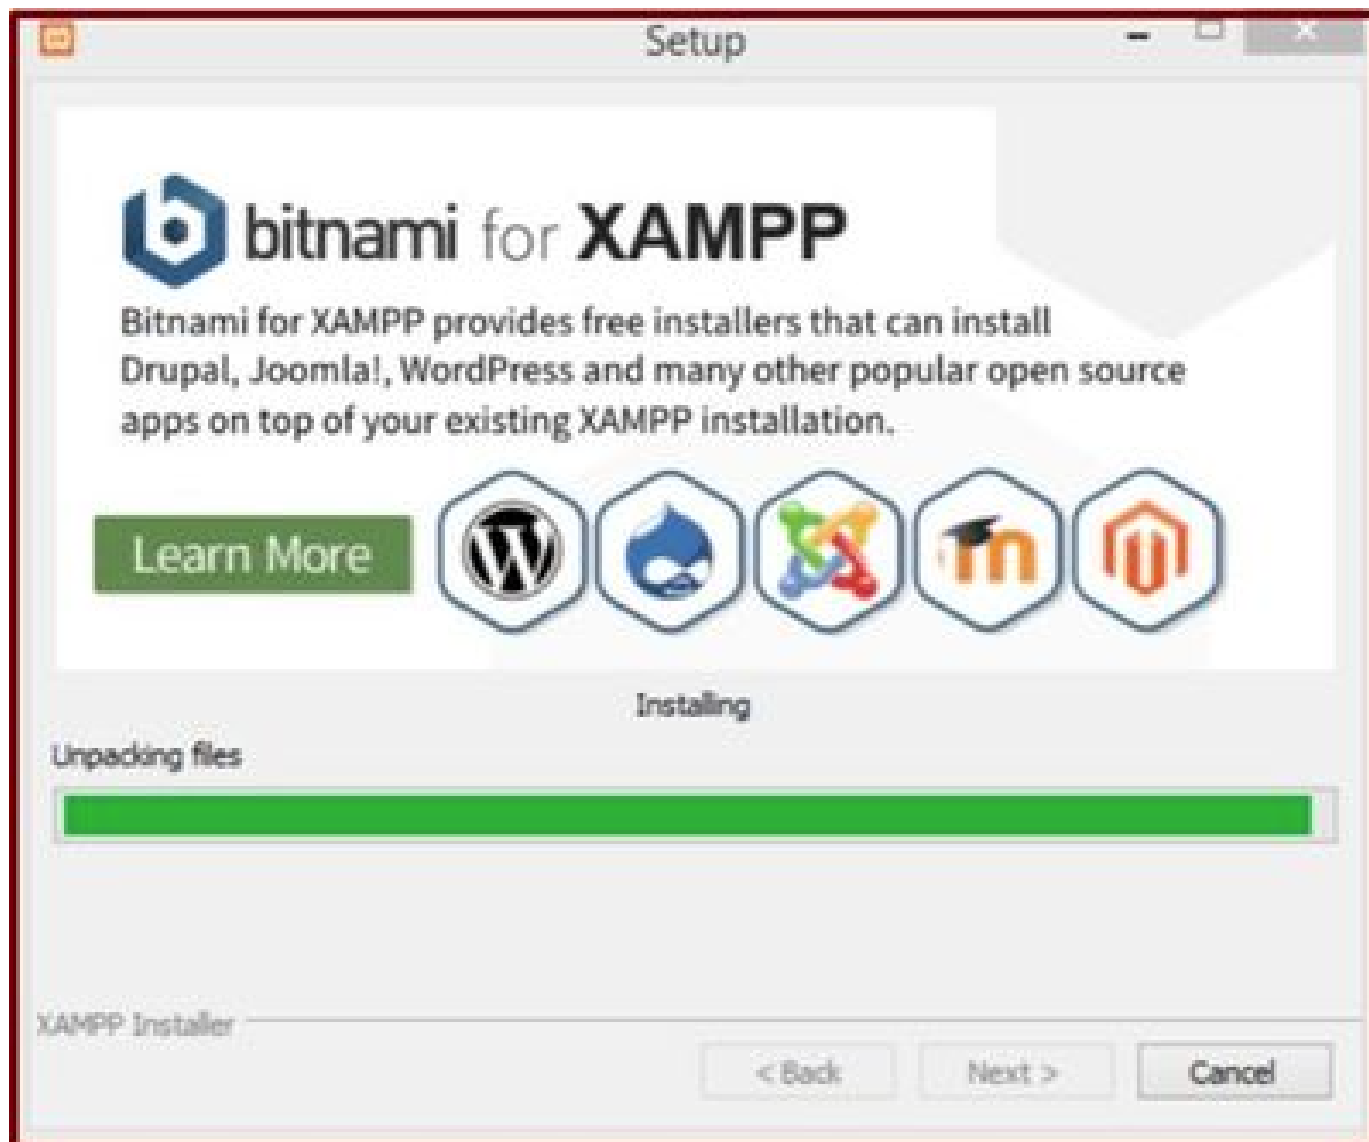 Setup
bitnami for XAMPP
Bitnami for XAMPP provides free installers that can install
Drupal, Joomla!, WordPress and many other popular open source
apps on top of your existing XAMPP installation.
Learn More
Installing
Unpacking files
XAMPP Installer
< Back
Next >
Cancel